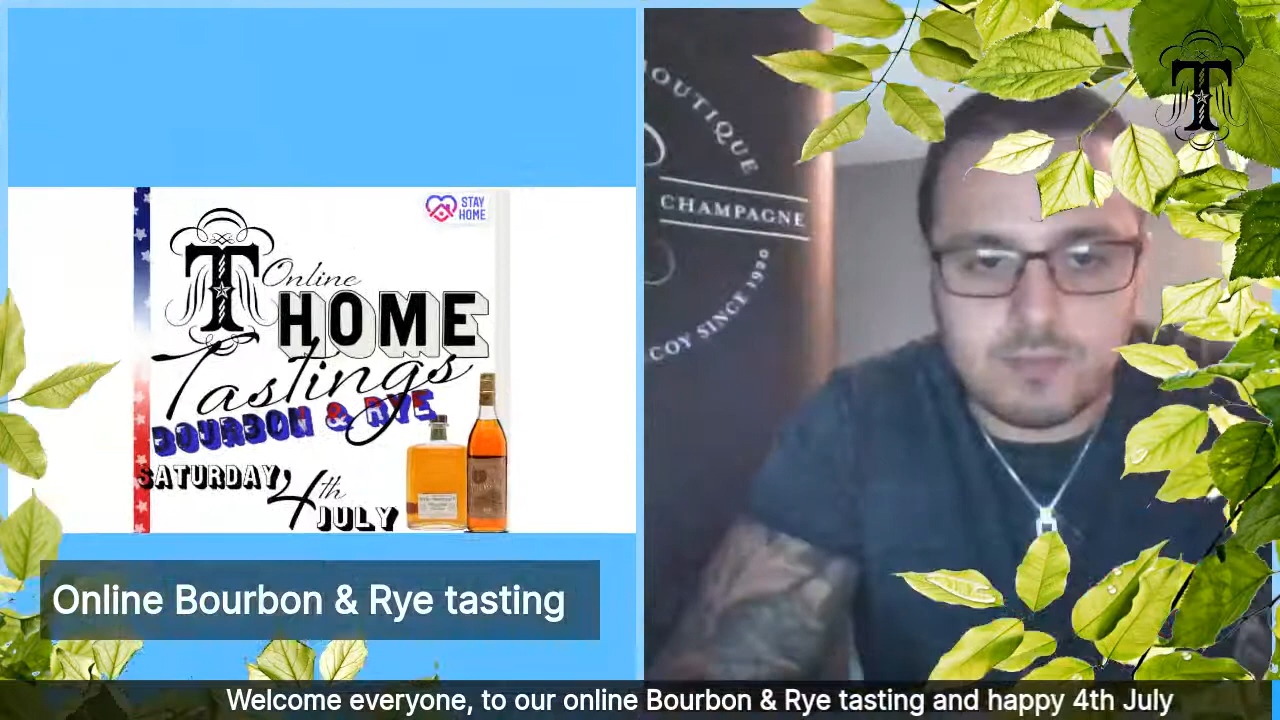 STAY
HOME
T
Online
HOME
Tastings
BOURBON & RYE
SATURDAY
4th
JULY
Online Bourbon & Rye tasting
OUTIQUE
CHAMPAGNE
COY SINCE 1920
T
Welcome everyone, to our online Bourbon & Rye tasting and happy 4th July